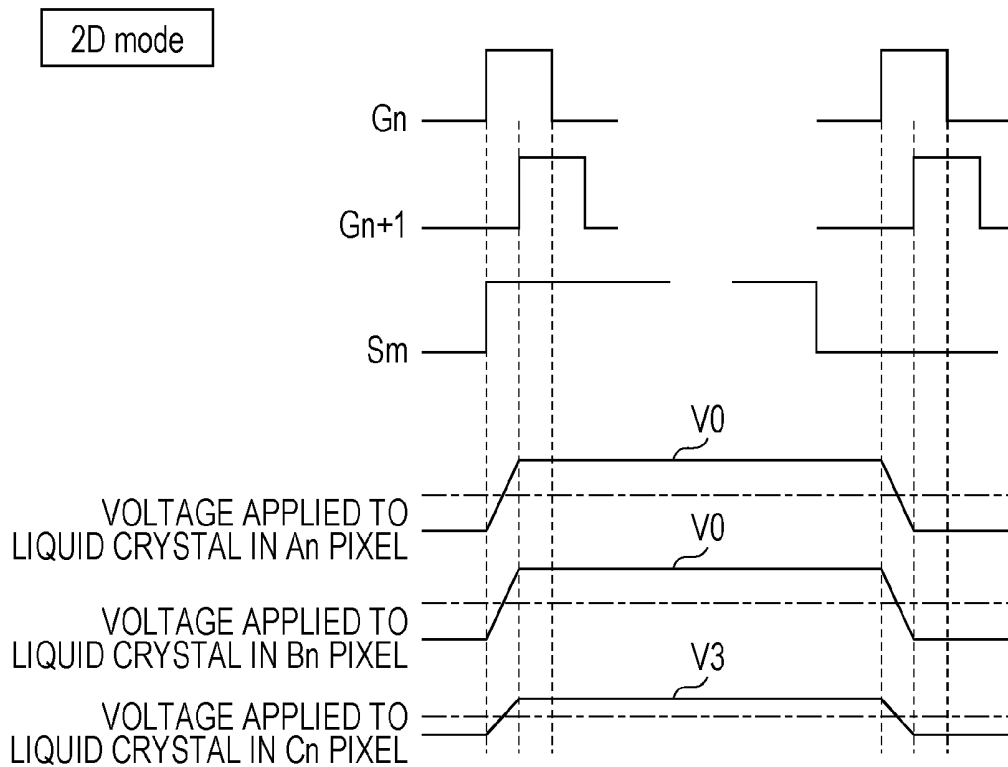 2D mode
Gn
Gn+1
Sm
V0
VOLTAGE APPLIED TO
LIQUID CRYSTAL IN An PIXEL
V0
VOLTAGE APPLIED TO
LIQUID CRYSTAL IN Bn PIXEL
V3
VOLTAGE APPLIED TO
LIQUID CRYSTAL IN Cn PIXEL